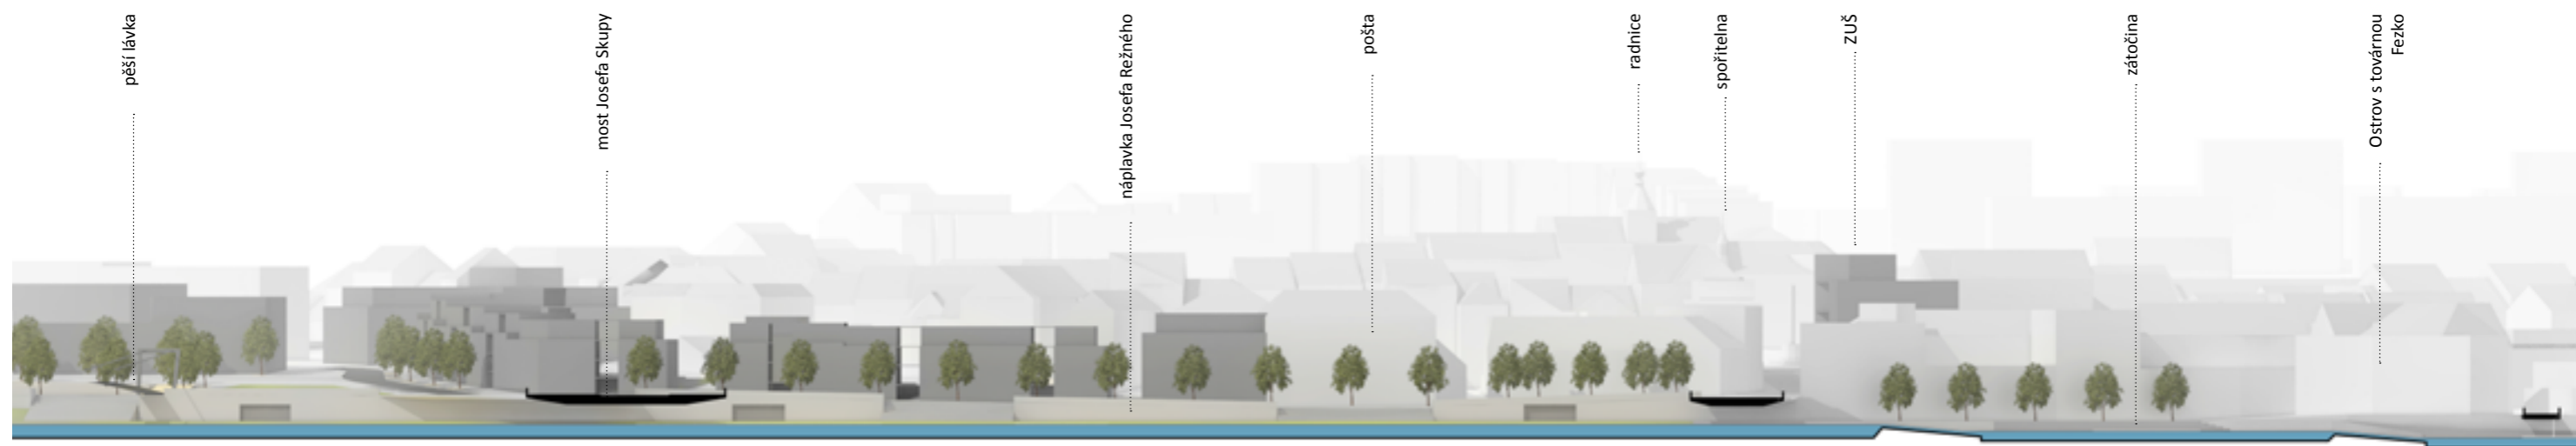 pěší lávka
most Josefa Skupy
náplavka Josefa Režného
pošta
radnice
spořitelna
ZUŠ
zátočina
Ostrov s továrnou
Fezko